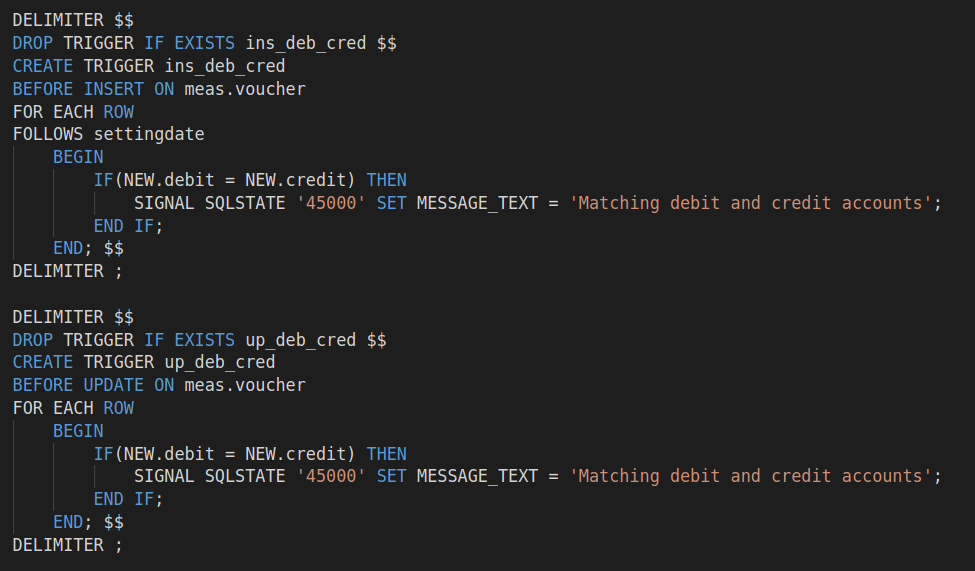 DELIMITER $$
DROP TRIGGER IF EXISTS ins_deb_cred $$
CREATE TRIGGER ins_deb_cred
BEFORE INSERT ON meas.voucher
FOR EACH ROW
FOLLOWS settingdate
    BEGIN
        IF(NEW.debit = NEW.credit) THEN
            SIGNAL SQLSTATE '45000' SET MESSAGE_TEXT = 'Matching debit and credit accounts';
        END IF;
    END; $$
DELIMITER ;

DELIMITER $$
DROP TRIGGER IF EXISTS up_deb_cred $$
CREATE TRIGGER up_deb_cred
BEFORE UPDATE ON meas.voucher
FOR EACH ROW
    BEGIN
        IF(NEW.debit = NEW.credit) THEN
            SIGNAL SQLSTATE '45000' SET MESSAGE_TEXT = 'Matching debit and credit accounts';
        END IF;
    END; $$
DELIMITER ;